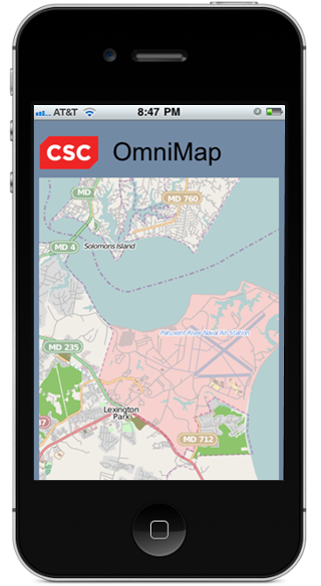 AT&T 8:47 PM
CSC OmniMap
MD
MD 760
MD 4
Solomons Island
Patuxent River Naval Air Station
MD 235
Lexington
Park
MD 712